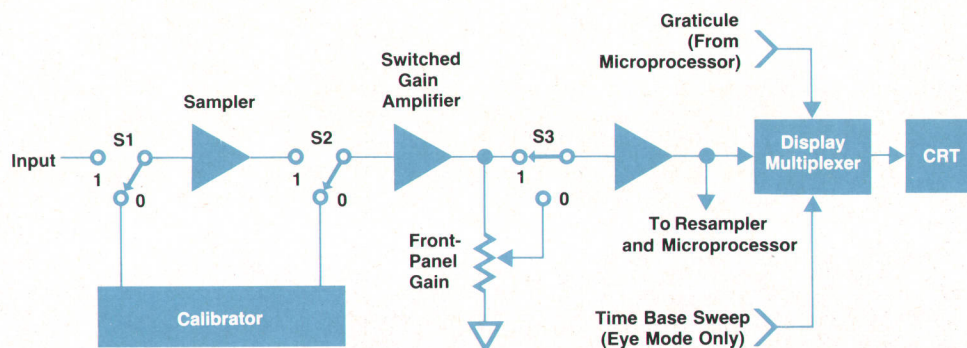 Graticule
(From
Microprocessor)
Switched
Gain
Amplifier
Sampler
S1
S2
S3
Input
1
0
1
0
1
0
Display
Multiplexer
CRT
To Resampler
and Microprocessor
Front-
Panel
Gain
Calibrator
Time Base Sweep
(Eye Mode Only)